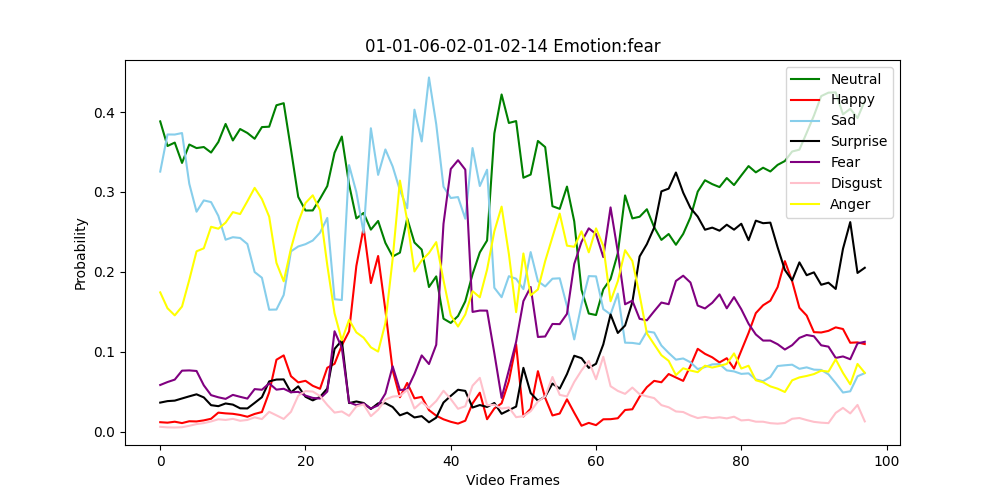 01-01-06-02-01-02-14 Emotion:fear
Neutral
Happy
Sad
Surprise
Fear
Disgust
Anger
Probability
0.4
0.3
0.2
0.1
0.0
0 20 40 60 80 100
Video Frames